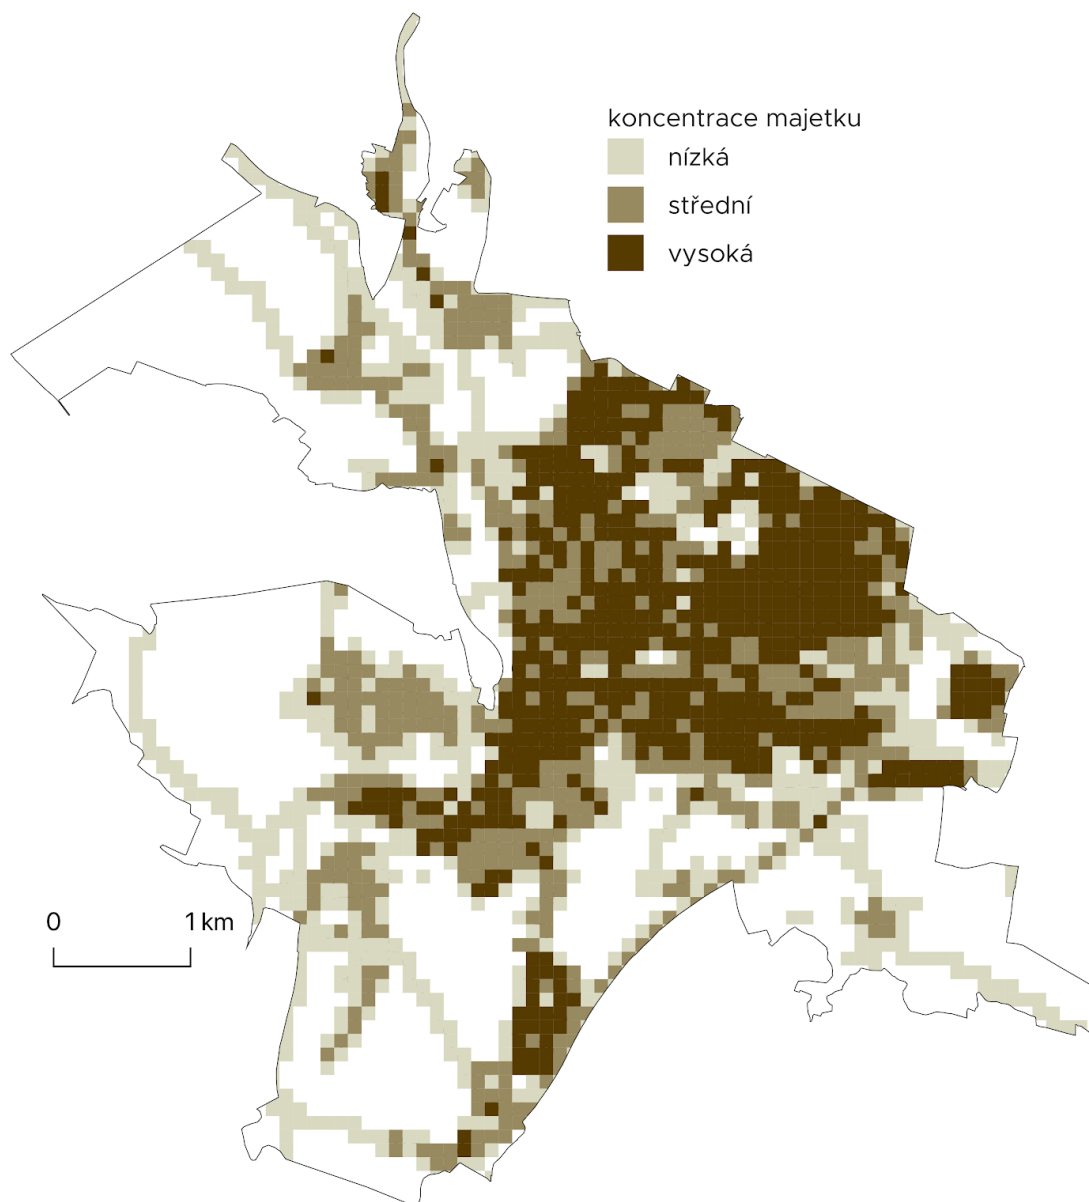 koncentrace majetku
nízká
střední
vysoká
0 1 km